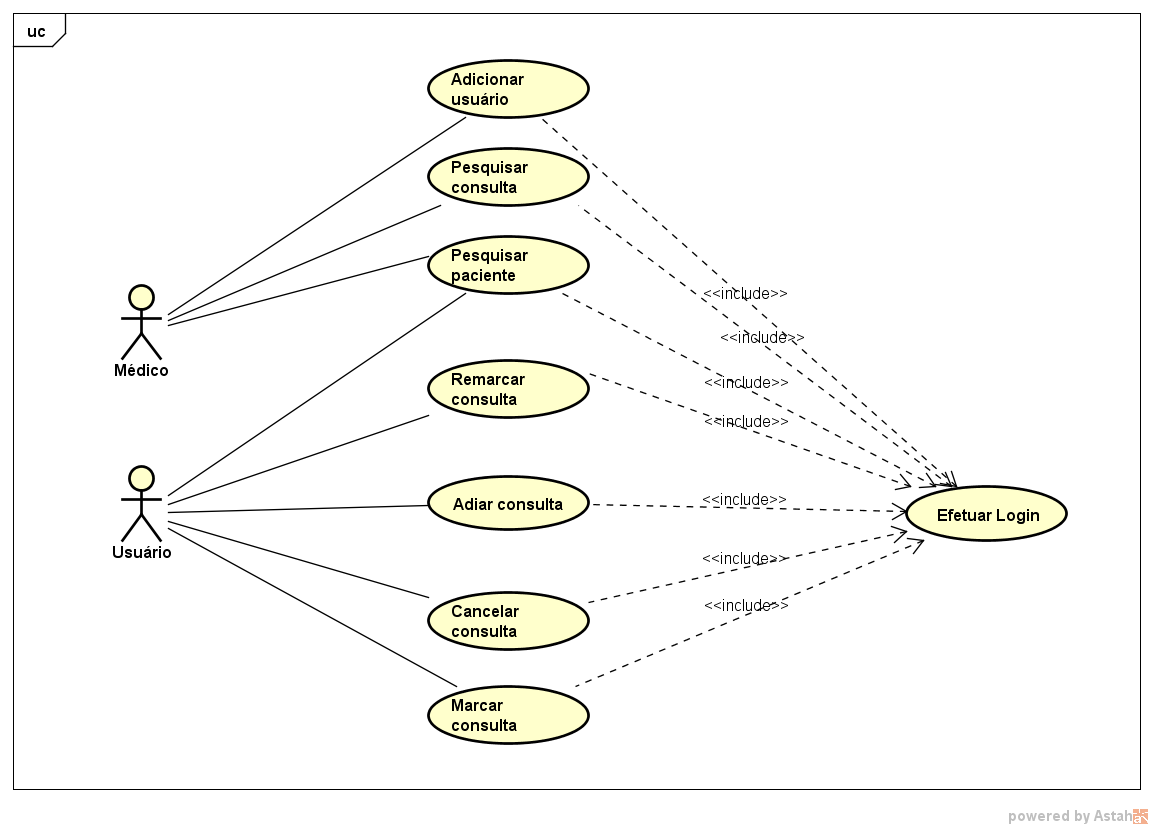 uc
Adicionar
usuário
Pesquisar
consulta
Pesquisar
paciente
<<include>>
<<include>>
Médico
<<include>>
Remarcar
consulta
<<include>>
Adiar consulta
<<include>>
Efetuar Login
Usuário
<<include>>
Cancelar
consulta
<<include>>
Marcar
consulta
powered by Astah